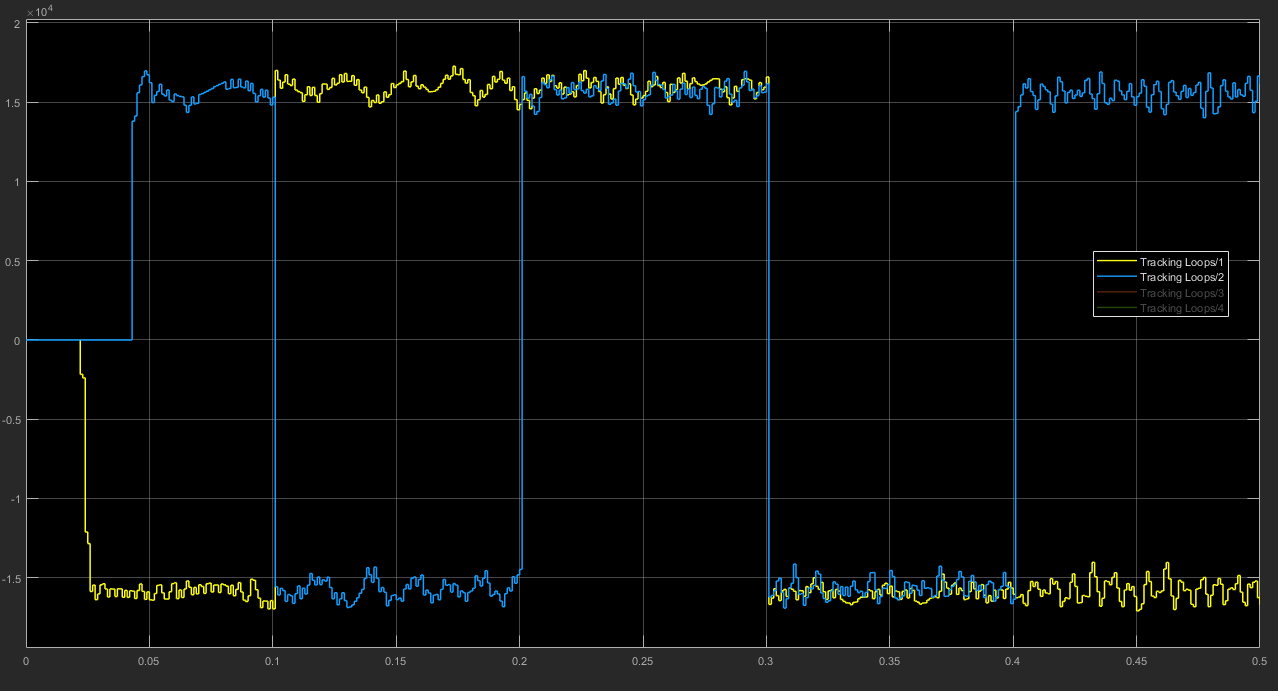 ×10⁴
2
1.5
1
0.5
0
-0.5
-1
-1.5
Tracking Loops/1
Tracking Loops/2
Tracking Loops/3
Tracking Loops/4
0 0.05 0.1 0.15 0.2 0.25 0.3 0.35 0.4 0.45 0.5